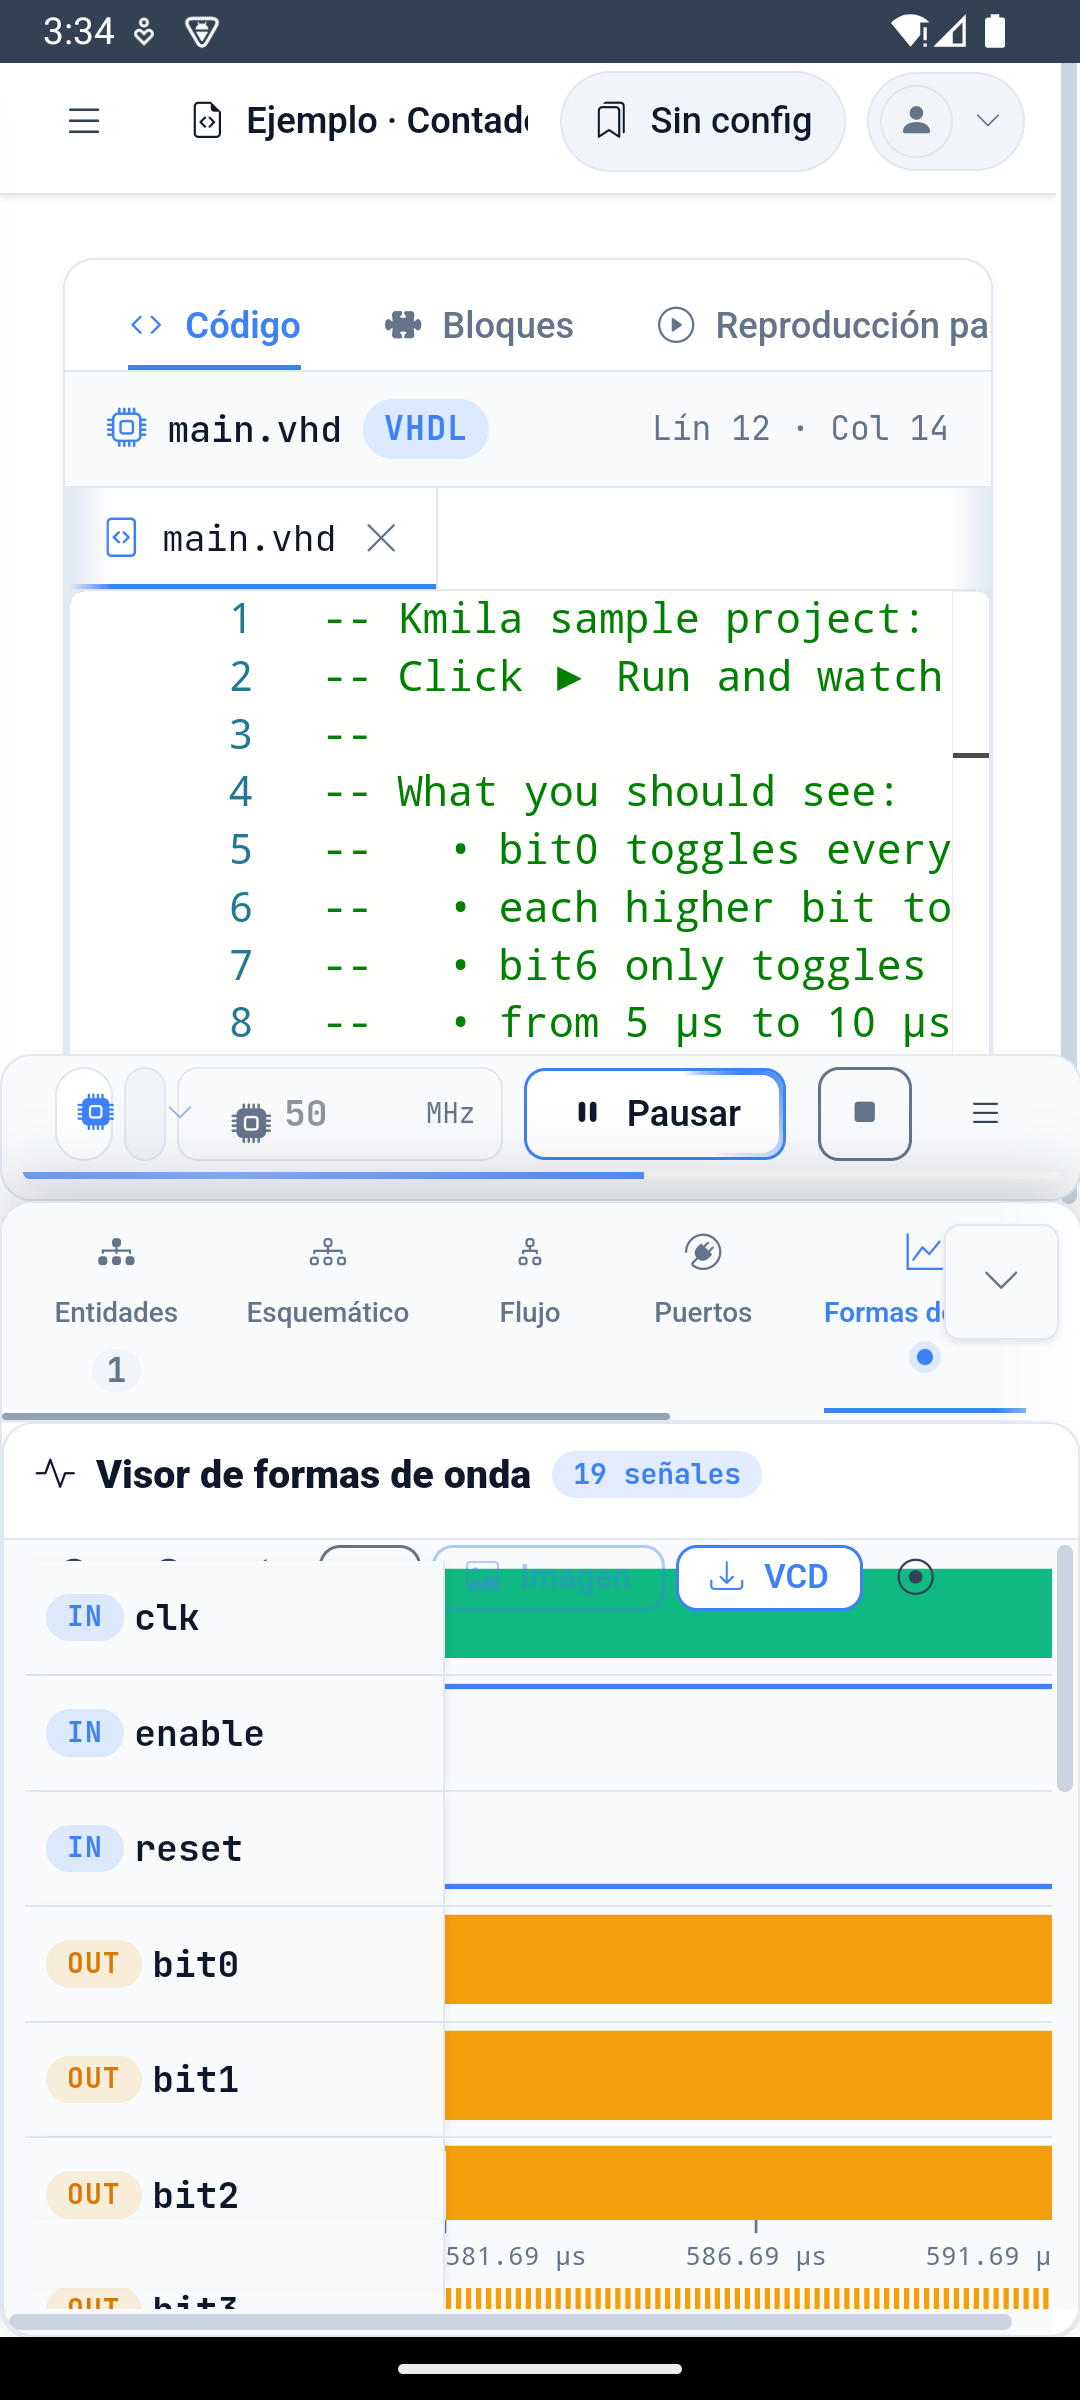 3:34
Ejemplo · Contad
Sin config
Código
Bloques
Reproducción pa
main.vhd
VHDL
Lín 12 · Col 14
main.vhd
1 -- Kmila sample project:
2 -- Click ▶ Run and watch
3 --
4 -- What you should see:
5 -- • bit0 toggles every
6 -- • each higher bit to
7 -- • bit6 only toggles
8 -- • from 5 µs to 10 µs
50 MHz
Pausar
Entidades
Esquemático
Flujo
Puertos
Formas d
1
Visor de formas de onda
19 señales
Imagen
VCD
IN clk
IN enable
IN reset
OUT bit0
OUT bit1
OUT bit2
581.69 µs
586.69 µs
591.69 µ
OUT bit3